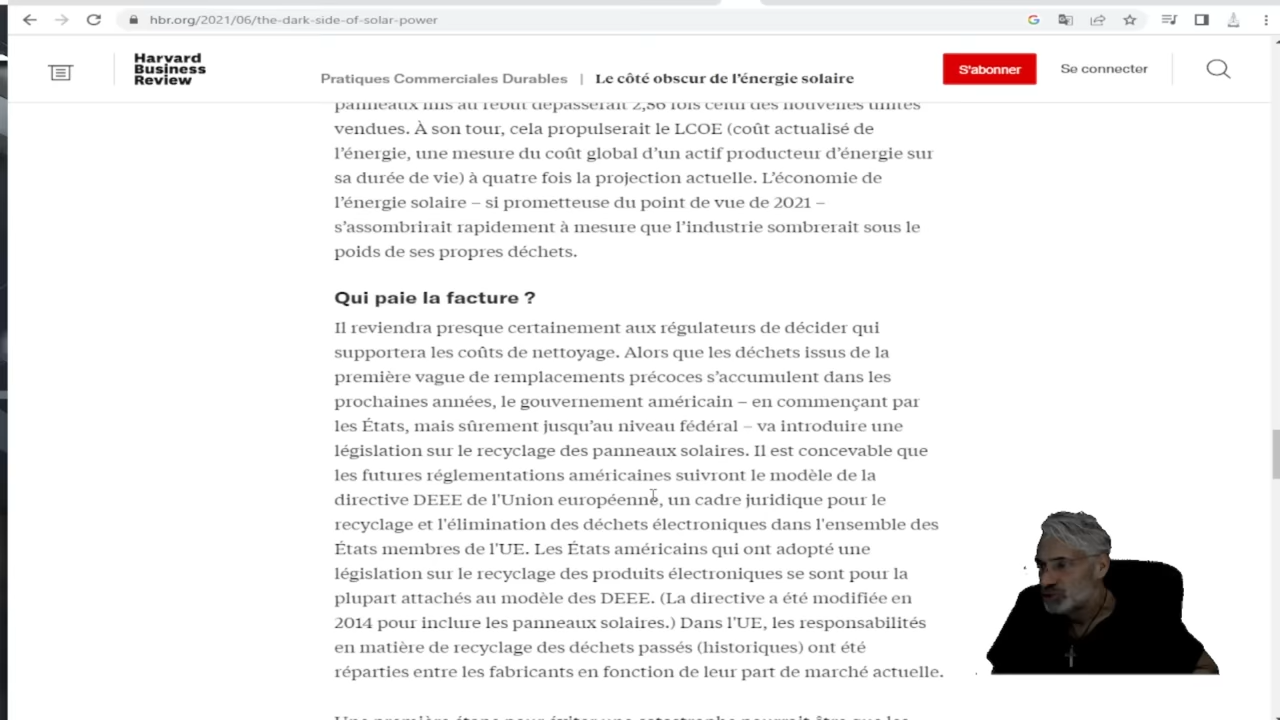 hbr.org/2021/06/the-dark-side-of-solar-power
Harvard
Business
Review
Pratiques Commerciales Durables | Le côté obscur de l'énergie solaire
S'abonner
Se connecter
panneaux mis au rebut dépasserait 2,56 fois celui des nouvelles unités
vendues. À son tour, cela propulserait le LCOE (coût actualisé de
l'énergie, une mesure du coût global d'un actif producteur d'énergie sur
sa durée de vie) à quatre fois la projection actuelle. L'économie de
l'énergie solaire – si prometteuse du point de vue de 2021 –
s'assombrirait rapidement à mesure que l'industrie sombrerait sous le
poids de ses propres déchets.
Qui paie la facture ?
Il reviendra presque certainement aux régulateurs de décider qui
supportera les coûts de nettoyage. Alors que les déchets issus de la
première vague de remplacements précoces s'accumulent dans les
prochaines années, le gouvernement américain – en commençant par
les États, mais sûrement jusqu'au niveau fédéral – va introduire une
législation sur le recyclage des panneaux solaires. Il est concevable que
les futures réglementations américaines suivront le modèle de la
directive DEEE de l'Union européenne, un cadre juridique pour le
recyclage et l'élimination des déchets électroniques dans l'ensemble des
États membres de l'UE. Les États américains qui ont adopté une
législation sur le recyclage des produits électroniques se sont pour la
plupart attachés au modèle des DEEE. (La directive a été modifiée en
2014 pour inclure les panneaux solaires.) Dans l'UE, les responsabilités
en matière de recyclage des déchets passés (historiques) ont été
réparties entre les fabricants en fonction de leur part de marché actuelle.
Une première étape pour éviter une catastrophe pourrait être que les